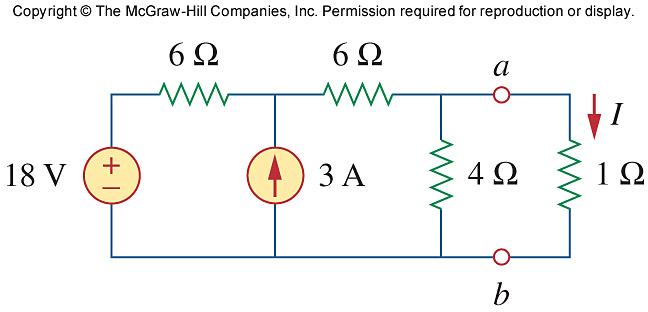 Copyright © The McGraw-Hill Companies, Inc. Permission required for reproduction or display.
6 Ω 6 Ω
a
I
18 V + − 3 A 4 Ω 1 Ω
b